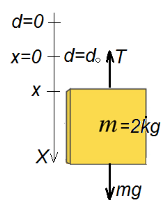 d=0
x=0 d=d₀ T
x
m=2kg
X
mg